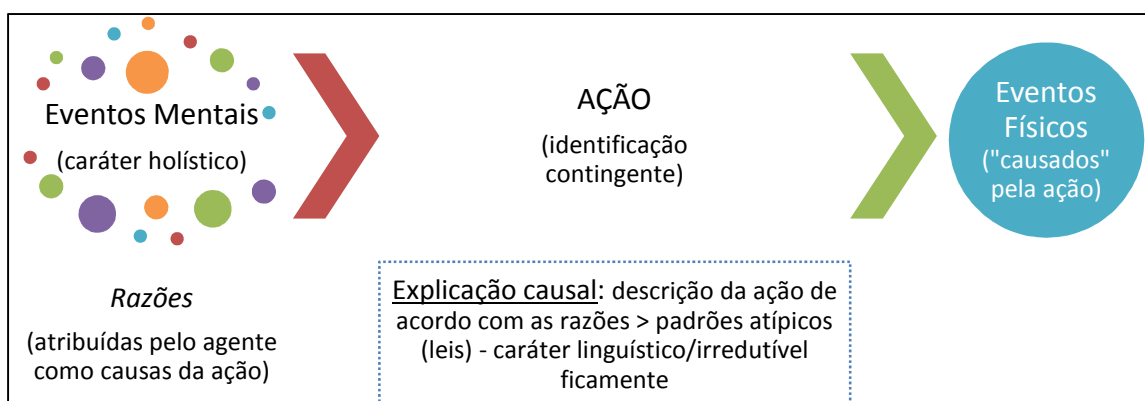 Eventos Mentais
(caráter holístico)
Razões
(atribuídas pelo agente
como causas da ação)
AÇÃO
(identificação
contingente)
Explicação causal: descrição da ação de
acordo com as razões > padrões atípicos
(leis) - caráter linguístico/irredutível
ficamente
Eventos
Físicos
("causados"
pela ação)